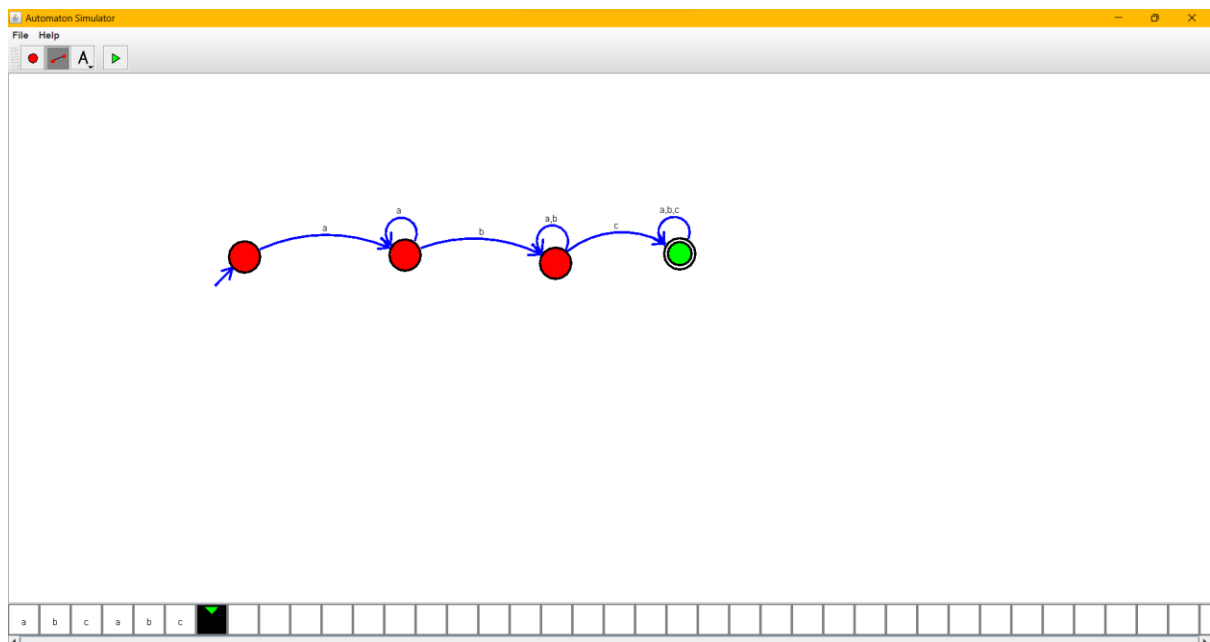 Automaton Simulator
File Help
A
a
a
b
a,b
c
a,b,c
a b c a b c